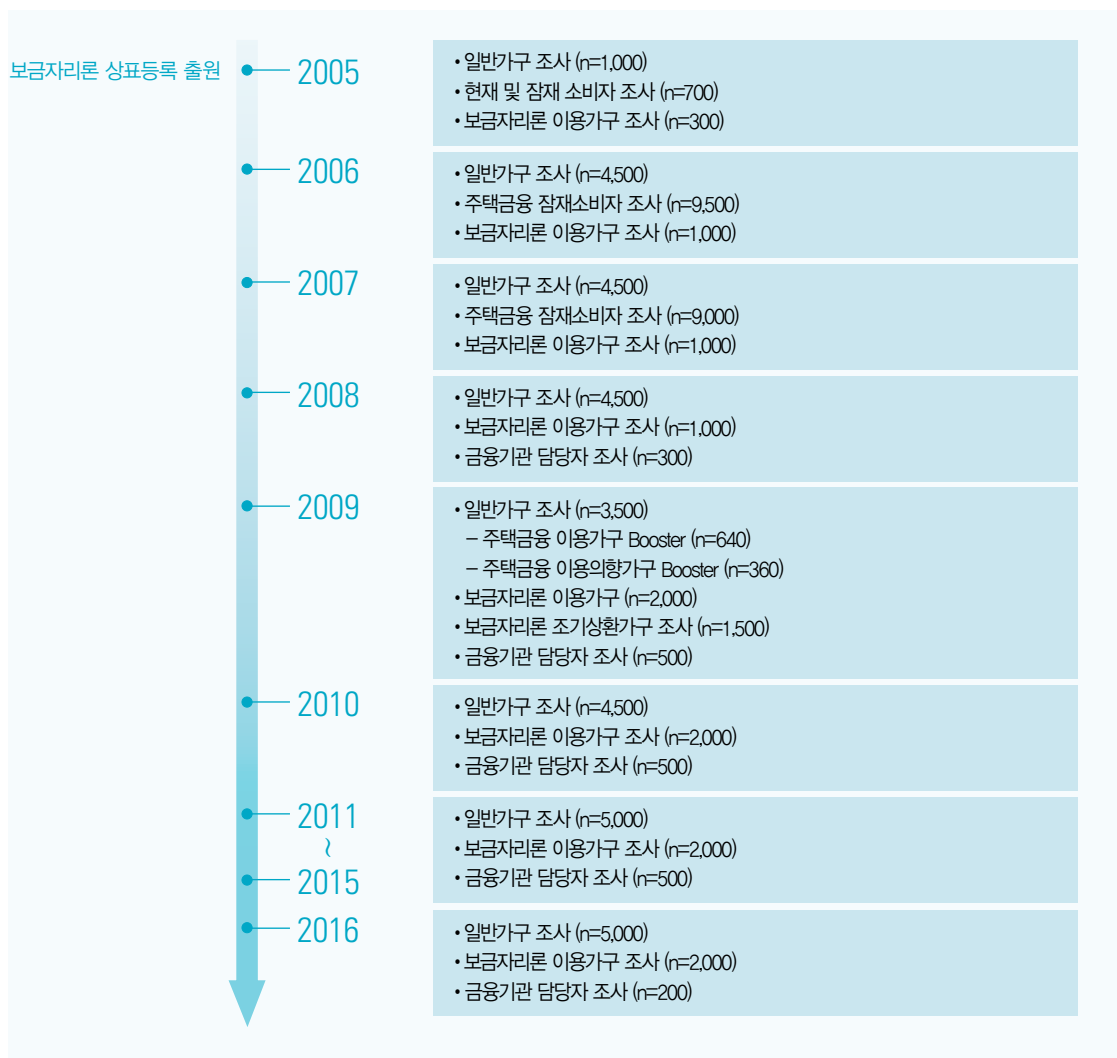 보금자리론 상표등록 출원
2005
• 일반가구 조사 (n=1,000)
• 현재 및 잠재 소비자 조사 (n=700)
• 보금자리론 이용가구 조사 (n=300)
2006
• 일반가구 조사 (n=4,500)
• 주택금융 잠재소비자 조사 (n=9,500)
• 보금자리론 이용가구 조사 (n=1,000)
2007
• 일반가구 조사 (n=4,500)
• 주택금융 잠재소비자 조사 (n=9,000)
• 보금자리론 이용가구 조사 (n=1,000)
2008
• 일반가구 조사 (n=4,500)
• 보금자리론 이용가구 조사 (n=1,000)
• 금융기관 담당자 조사 (n=300)
2009
• 일반가구 조사 (n=3,500)
– 주택금융 이용가구 Booster (n=640)
– 주택금융 이용의향가구 Booster (n=360)
• 보금자리론 이용가구 (n=2,000)
• 보금자리론 조기상환가구 조사 (n=1,500)
• 금융기관 담당자 조사 (n=500)
2010
• 일반가구 조사 (n=4,500)
• 보금자리론 이용가구 조사 (n=2,000)
• 금융기관 담당자 조사 (n=500)
2011
~
2015
• 일반가구 조사 (n=5,000)
• 보금자리론 이용가구 조사 (n=2,000)
• 금융기관 담당자 조사 (n=500)
2016
• 일반가구 조사 (n=5,000)
• 보금자리론 이용가구 조사 (n=2,000)
• 금융기관 담당자 조사 (n=200)